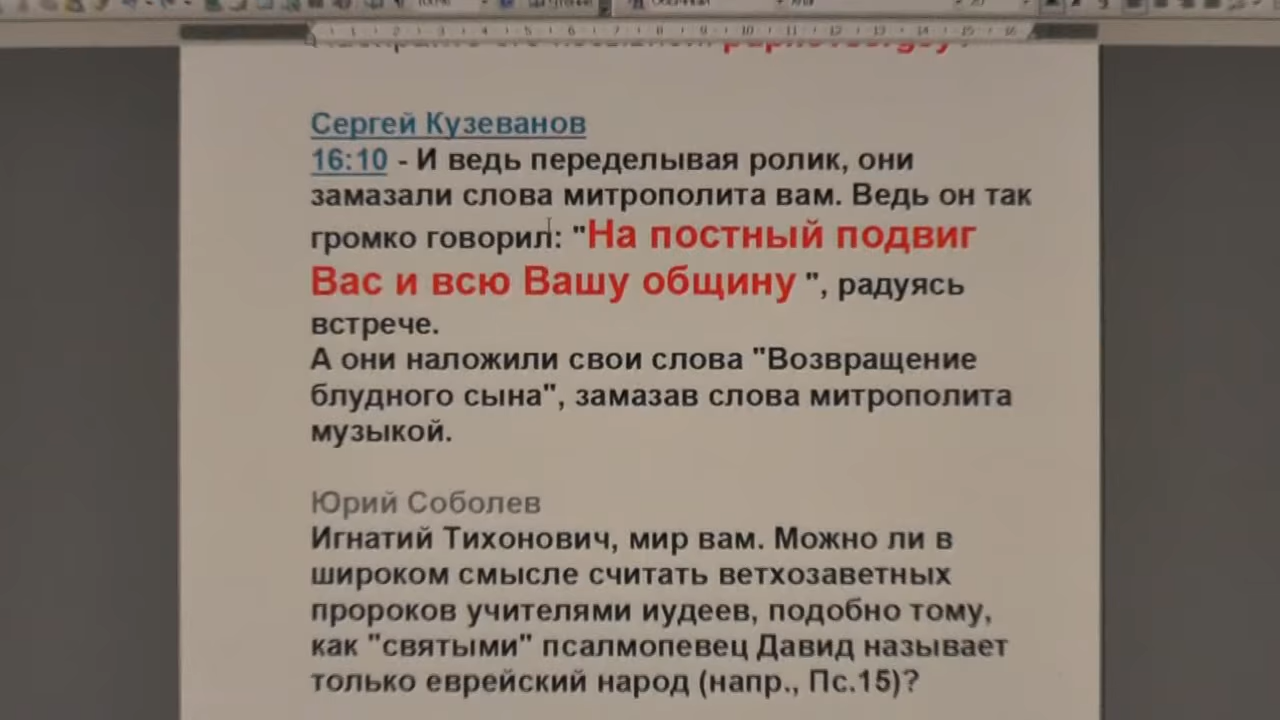 Сергей Кузеванов
16:10 - И ведь переделывая ролик, они
замазали слова митрополита вам. Ведь он так
громко говорил: "На постный подвиг
Вас и всю Вашу общину ", радуясь
встрече.
А они наложили свои слова "Возвращение
блудного сына", замазав слова митрополита
музыкой.
Юрий Соболев
Игнатий Тихонович, мир вам. Можно ли в
широком смысле считать ветхозаветных
пророков учителями иудеев, подобно тому,
как "святыми" псалмопевец Давид называет
только еврейский народ (напр., Пс.15)?